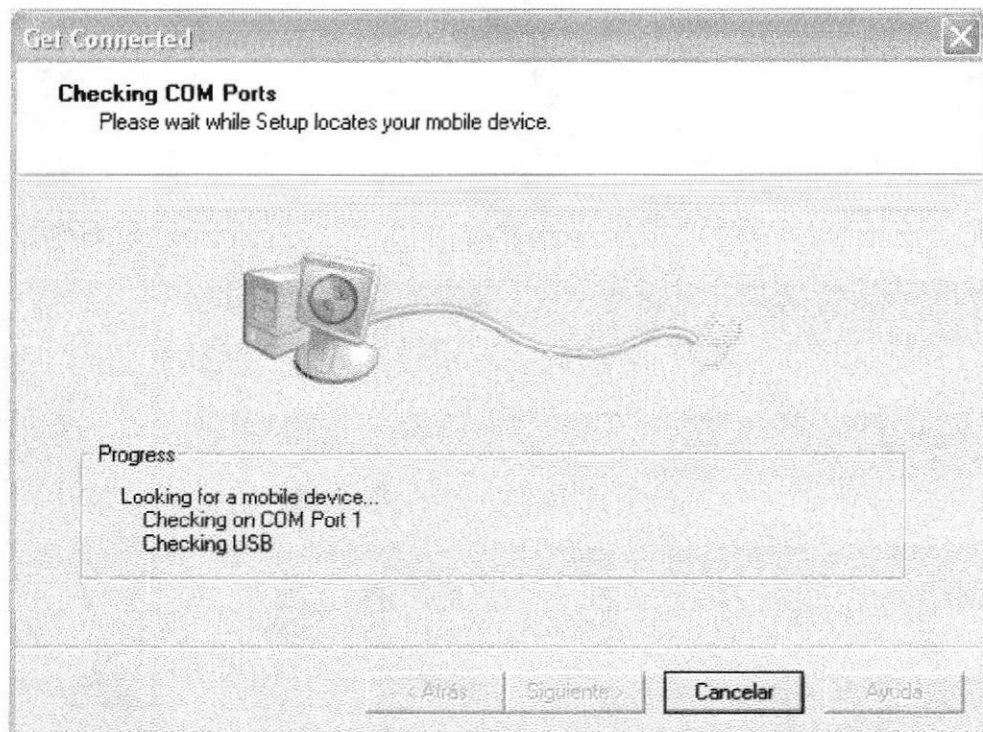 Get Connected
Checking COM Ports
Please wait while Setup locates your mobile device.
Progress
Looking for a mobile device...
Checking on COM Port 1
Checking USB
< Atrás Siguiente > Cancelar Ayuda